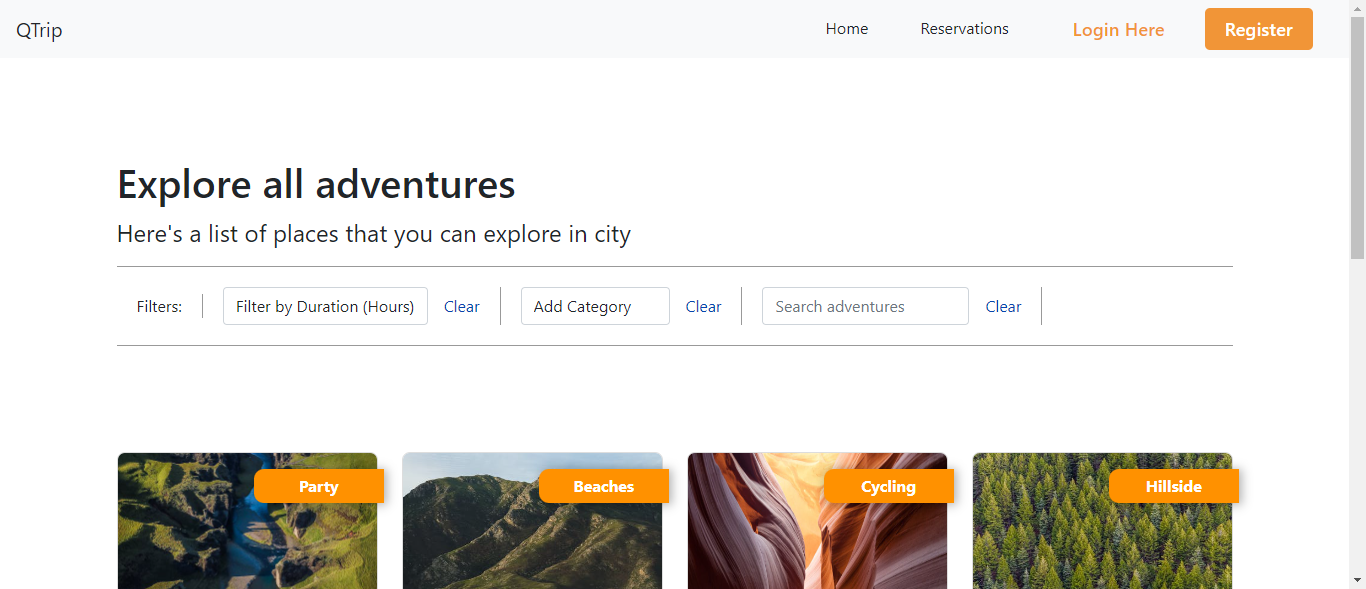 QTrip Home Reservations Login Here Register
Explore all adventures
Here's a list of places that you can explore in city
Filters: Filter by Duration (Hours) Clear Add Category Clear Search adventures Clear
Party Beaches Cycling Hillside